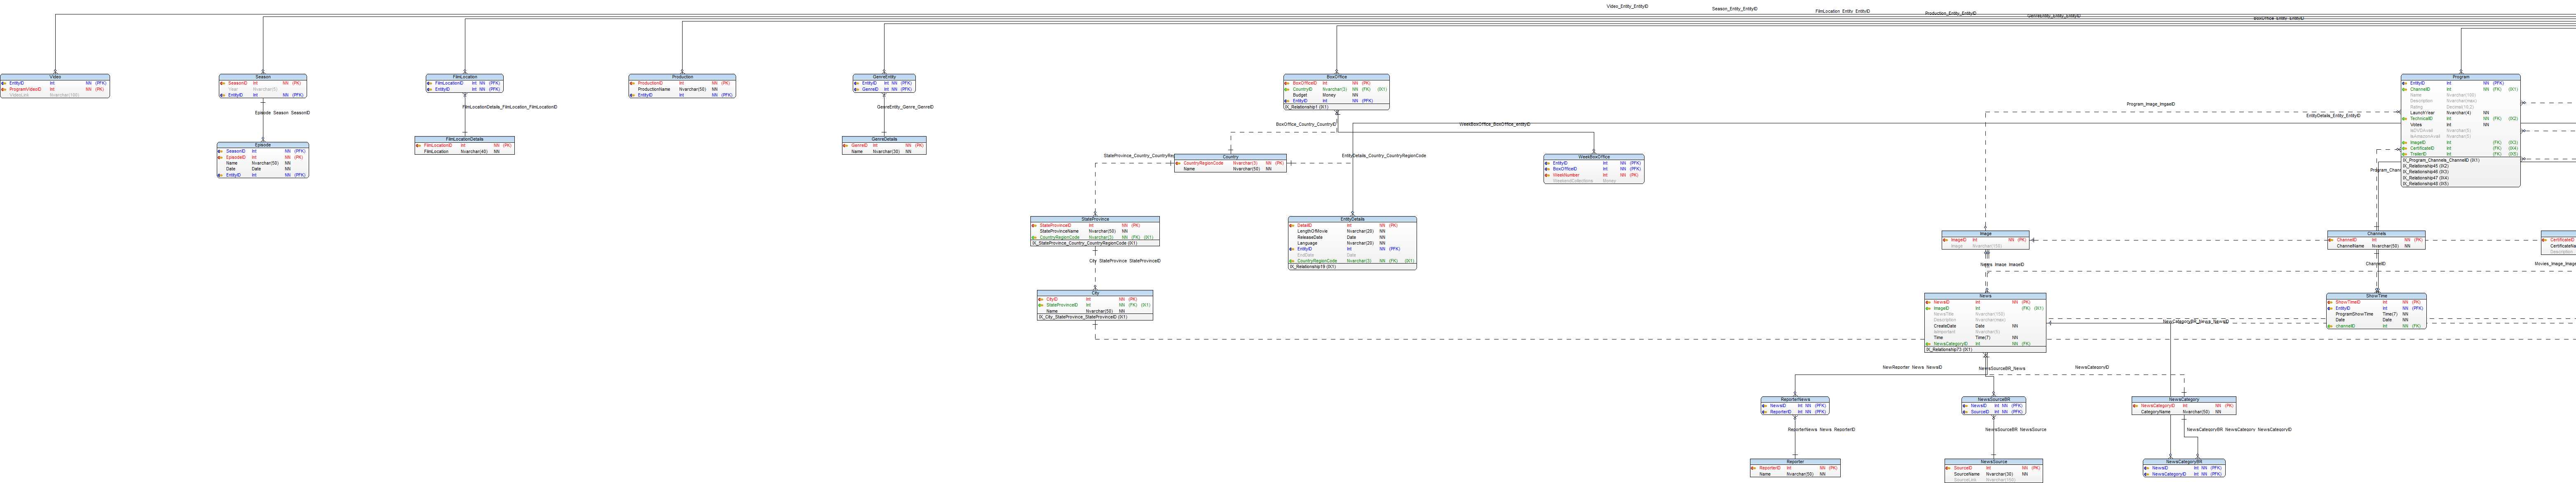 Video_Entity_EntityID
Season_Entity_EntityID
FilmLocation_Entity_EntityID
Production_Entity_EntityID
GenreEntity_Entity_EntityID
BoxOffice_Entity_EntityID
Video
EntityID Int NN (PFK)
ProgramVideoID Int NN (PK)
VideoLink Nvarchar(100)
Season
SeasonID Int NN (PK)
Year Nvarchar(5)
EntityID Int NN (PFK)
Episode_Season_SeasonID
Episode
SeasonID Int NN (PFK)
EpisodeID Int NN (PK)
Name Nvarchar(50) NN
Date Date NN
EntityID Int NN (PFK)
FilmLocation
FilmLocationID Int NN (PFK)
EntityID Int NN (PFK)
FilmLocationDetails_FilmLocation_FilmLocationID
FilmLocationDetails
FilmLocationID Int NN (PK)
FilmLocation Nvarchar(40) NN
Production
ProductionID Int NN (PK)
ProductionName Nvarchar(50) NN
EntityID Int NN (PFK)
GenreEntity
EntityID Int NN (PFK)
GenreID Int NN (PFK)
GenreEntity_Genre_GenreID
GenreDetails
GenreID Int NN (PK)
Name Nvarchar(30) NN
BoxOffice
BoxOfficeID Int NN (PK)
CountryID Nvarchar(3) NN (FK) (IX1)
Budget Money NN
EntityID Int NN (PFK)
IX_Relationship1 (IX1)
BoxOffice_Country_CountryID
WeekBoxOffice_BoxOffice_entityID
StateProvince_Country_CountryRe
Country
CountryRegionCode Nvarchar(3) NN (PK)
Name Nvarchar(50) NN
EntityDetails_Country_CountryRegionCode
WeekBoxOffice
EntityID Int NN (PFK)
BoxOfficeID Int NN (PFK)
WeekNumber Int NN (PK)
WeekendCollections Money
StateProvince
StateProvinceID Int NN (PK)
StateProvinceName Nvarchar(50) NN
CountryRegionCode Nvarchar(3) NN (FK) (IX1)
IX_StateProvince_Country_CountryRegionCode (IX1)
City_StateProvince_StateProvinceID
City
CityID Int NN (PK)
StateProvinceID Int NN (FK) (IX1)
Name Nvarchar(50) NN
IX_City_StateProvince_StateProvinceID (IX1)
EntityDetails
DetailID Int NN (PK)
LengthOfMovie Nvarchar(20) NN
ReleaseDate Date NN
Language Nvarchar(20) NN
EntityID Int NN (PFK)
EndDate Date
CountryRegionCode Nvarchar(3) NN (FK) (IX1)
IX_Relationship19 (IX1)
Program_Image_ImgaeID
EntityDetails_Entity_EntityID
Program
EntityID Int NN (PFK)
ChannelID Int NN (FK) (IX1)
Name Nvarchar(100)
Description Nvarchar(max)
Rating Decimal(10,2)
LaunchYear Nvarchar(4) NN
TechnicalID Int NN (FK) (IX2)
Votes Int NN
IsDVDAvail Nvarchar(5)
IsAmazonAvail Nvarchar(5)
ImageID Int (FK) (IX3)
CertificateID Int (FK) (IX4)
TrailerID Int (FK) (IX5)
IX_Program_Channels_ChannelID (IX1)
IX_Relationship45 (IX2)
IX_Relationship46 (IX3)
IX_Relationship47 (IX4)
IX_Relationship48 (IX5)
Program_Chan
Image
ImageID Int NN (PK)
Image Nvarchar(100)
News_Image_ImageID
Channels
ChannelID Int NN (PK)
ChannelName Nvarchar(50) NN
ChannelID
CertificateID
CertificateNa
Description
Movies_Image_Image
News
NewsID Int NN (PK)
ImageID Int (FK) (IX1)
NewsTitle Nvarchar(150)
Description Nvarchar(max)
CreateDate Date NN
Time Time(7) NN
NewsCategoryID Int NN (FK)
IX_Relationship73 (IX1)
NewsCategoryBR_News_NewsID
ShowTime
ShowTimeID Int NN (PK)
EntityID Int NN (PFK)
ProgramShowTime Time(7) NN
Date Date NN
channelID Int NN (FK)
NewReporter_News_NewsID
NewsSourceBR_News
NewsCategoryID
ReporterNews
NewsID Int NN (PFK)
ReporterID Int NN (PFK)
ReporterNews_News_ReporterID
Reporter
ReporterID Int NN (PK)
Name Nvarchar(50) NN
NewsSourceBR
NewsID Int NN (PFK)
SourceID Int NN (PFK)
NewsSourceBR_NewsSource
NewsSource
SourceID Int NN (PK)
SourceName Nvarchar(30) NN
SourceLink Nvarchar(150)
NewsCategory
NewsCategoryID Int NN (PK)
CategoryName Nvarchar(50) NN
NewsCategoryBR_NewsCategory_NewsCategoryID
NewsCategoryBR
NewsID Int NN (PFK)
NewsCategoryID Int NN (PFK)